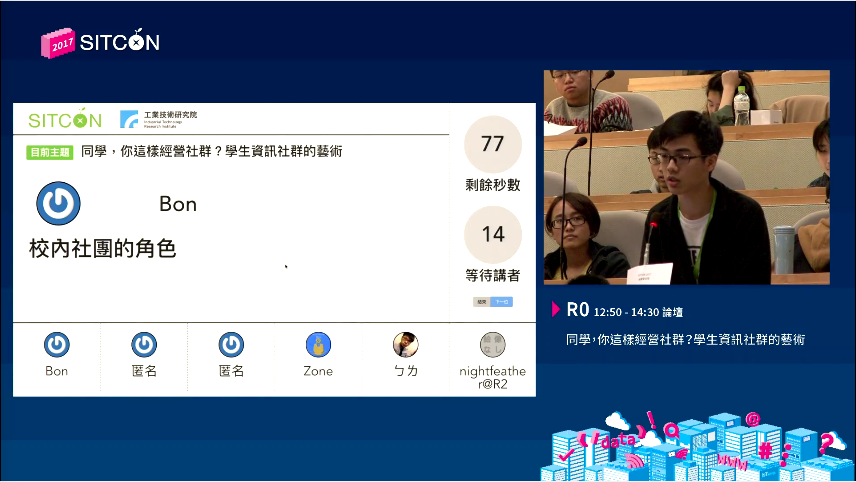 2017 SITCON
SITCON
工業技術研究院
Industrial Technology
Research Institute
目前主題 同學，你這樣經營社群？學生資訊社群的藝術
Bon
校內社團的角色
77
剩餘秒數
14
等待講者
結束 下一位
Bon
匿名
匿名
Zone
ㄅㄌ
nightfeathe
r@R2
R0 12:50 - 14:30 論壇
同學，你這樣經營社群？學生資訊社群的藝術
data
!
@
www
#
?